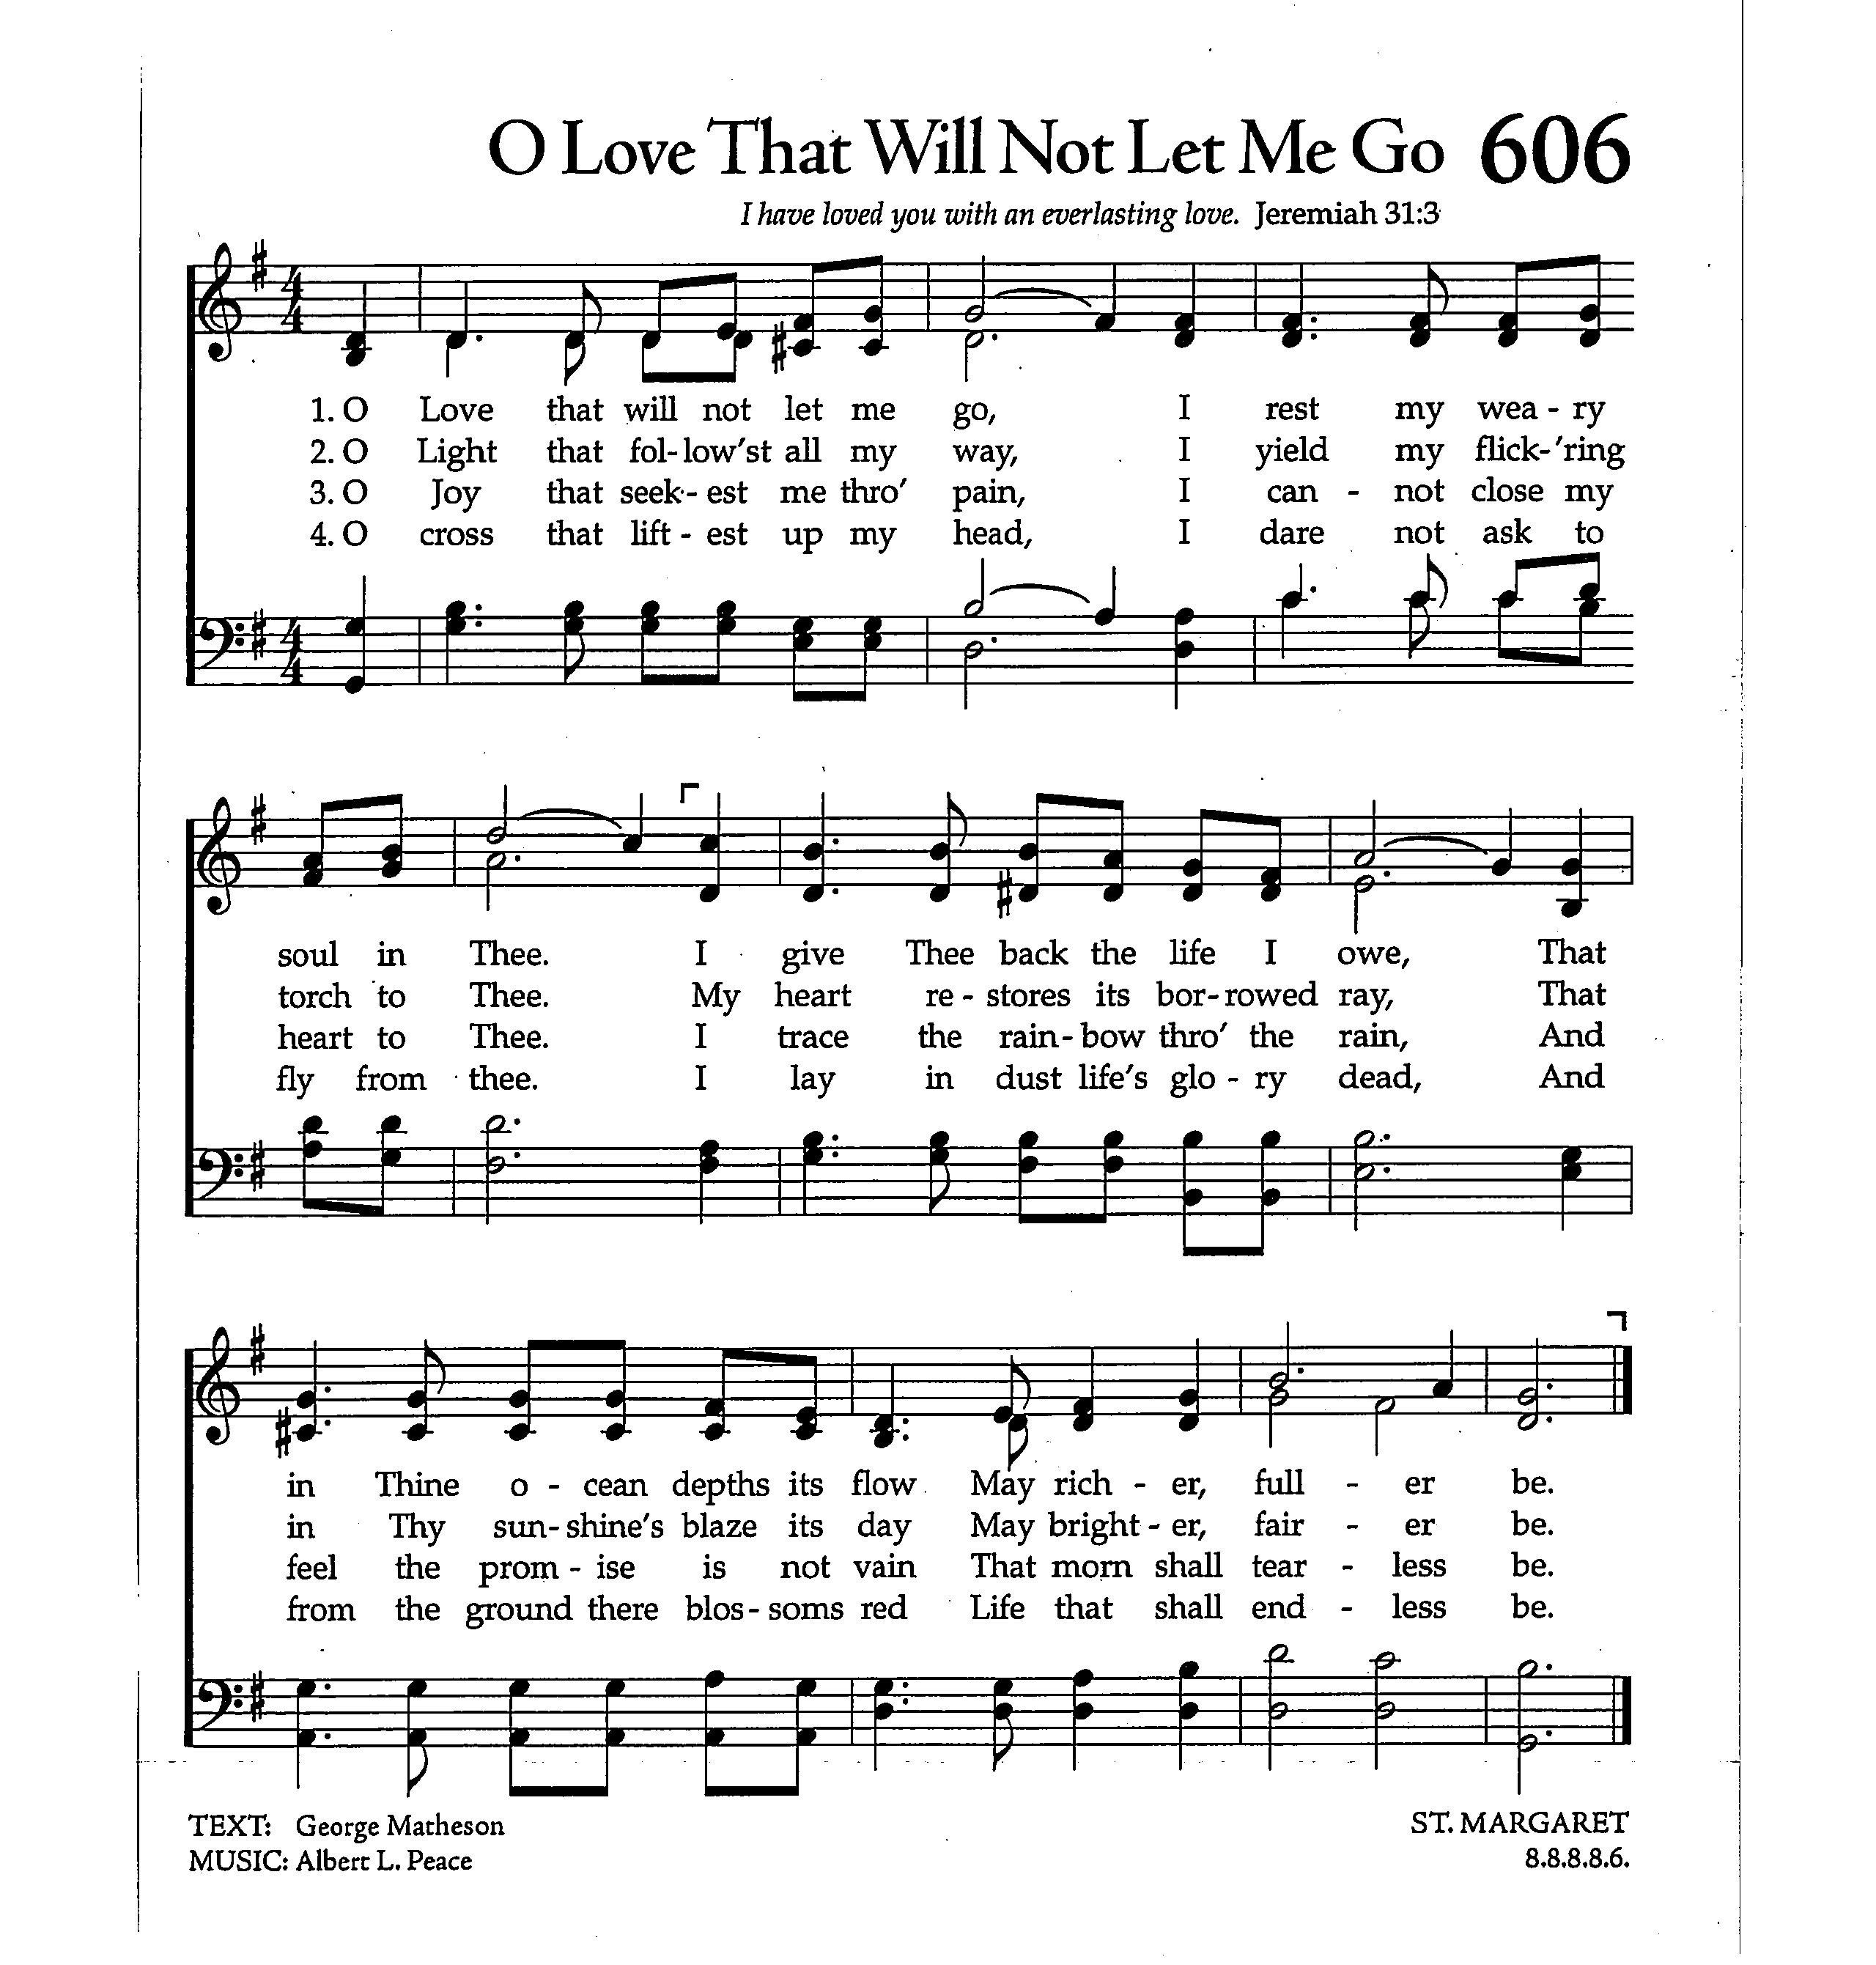 O Love That Will Not Let Me Go 606
I have loved you with an everlasting love. Jeremiah 31:3
1. O Love that will not let me go, I rest my wea - ry
2. O Light that fol - low'st all my way, I yield my flick - 'ring
3. O Joy that seek - est me thro' pain, I can - not close my
4. O cross that lift - est up my head, I dare not ask to
soul in Thee. I give Thee back the life I owe, That
torch to Thee. My heart re - stores its bor - rowed ray, That
heart to Thee. I trace the rain - bow thro' the rain, And
fly from thee. I lay in dust life's glo - ry dead, And
in Thine o - cean depths its flow May rich - er, full - er be.
in Thy sun - shine's blaze its day May bright - er, fair - er be.
feel the prom - ise is not vain That morn shall tear - less be.
from the ground there blos - soms red Life that shall end - less be.
TEXT: George Matheson ST. MARGARET
MUSIC: Albert L. Peace 8.8.8.8.6.